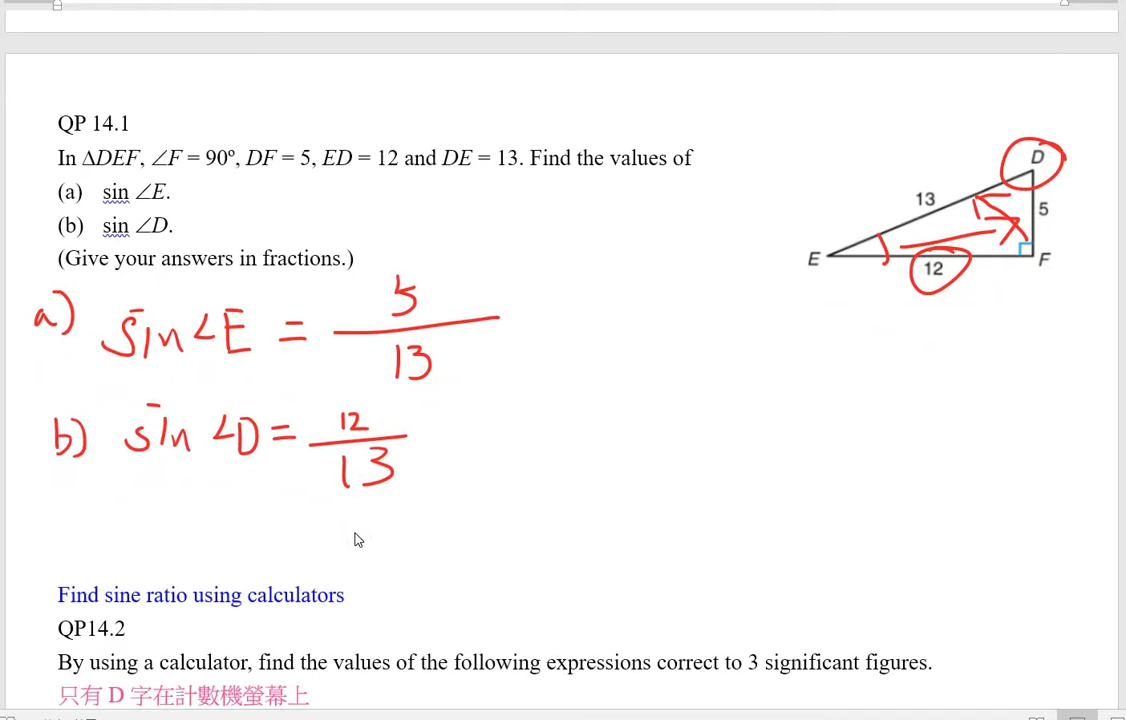 QP 14.1
In ΔDEF, ∠F = 90º, DF = 5, ED = 12 and DE = 13. Find the values of
(a) sin ∠E.
(b) sin ∠D.
(Give your answers in fractions.)
D
13
5
E
12
F
a) sin∠E = 5/13
b) sin ∠D = 12/13
Find sine ratio using calculators
QP14.2
By using a calculator, find the values of the following expressions correct to 3 significant figures.
只有 D 字在計數機螢幕上